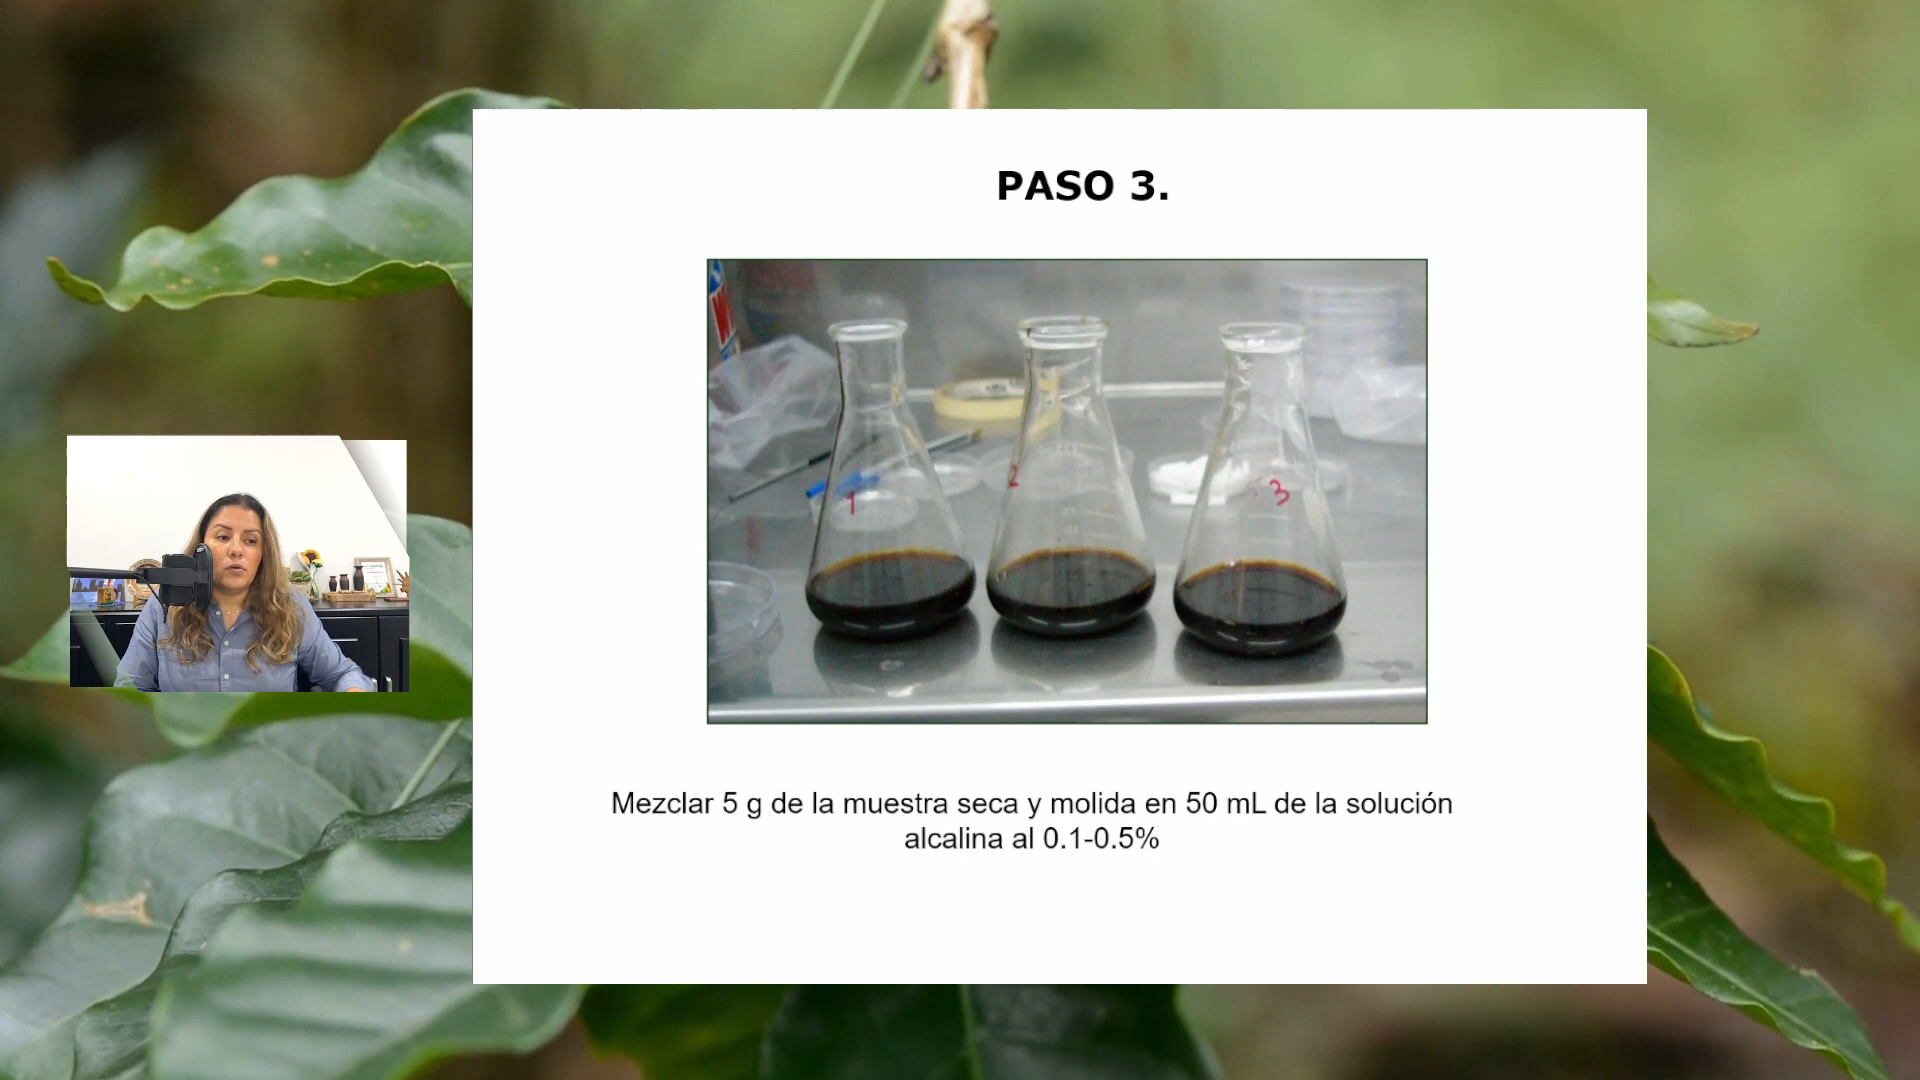 PASO 3.
1
2
3
Mezclar 5 g de la muestra seca y molida en 50 mL de la solución
alcalina al 0.1-0.5%